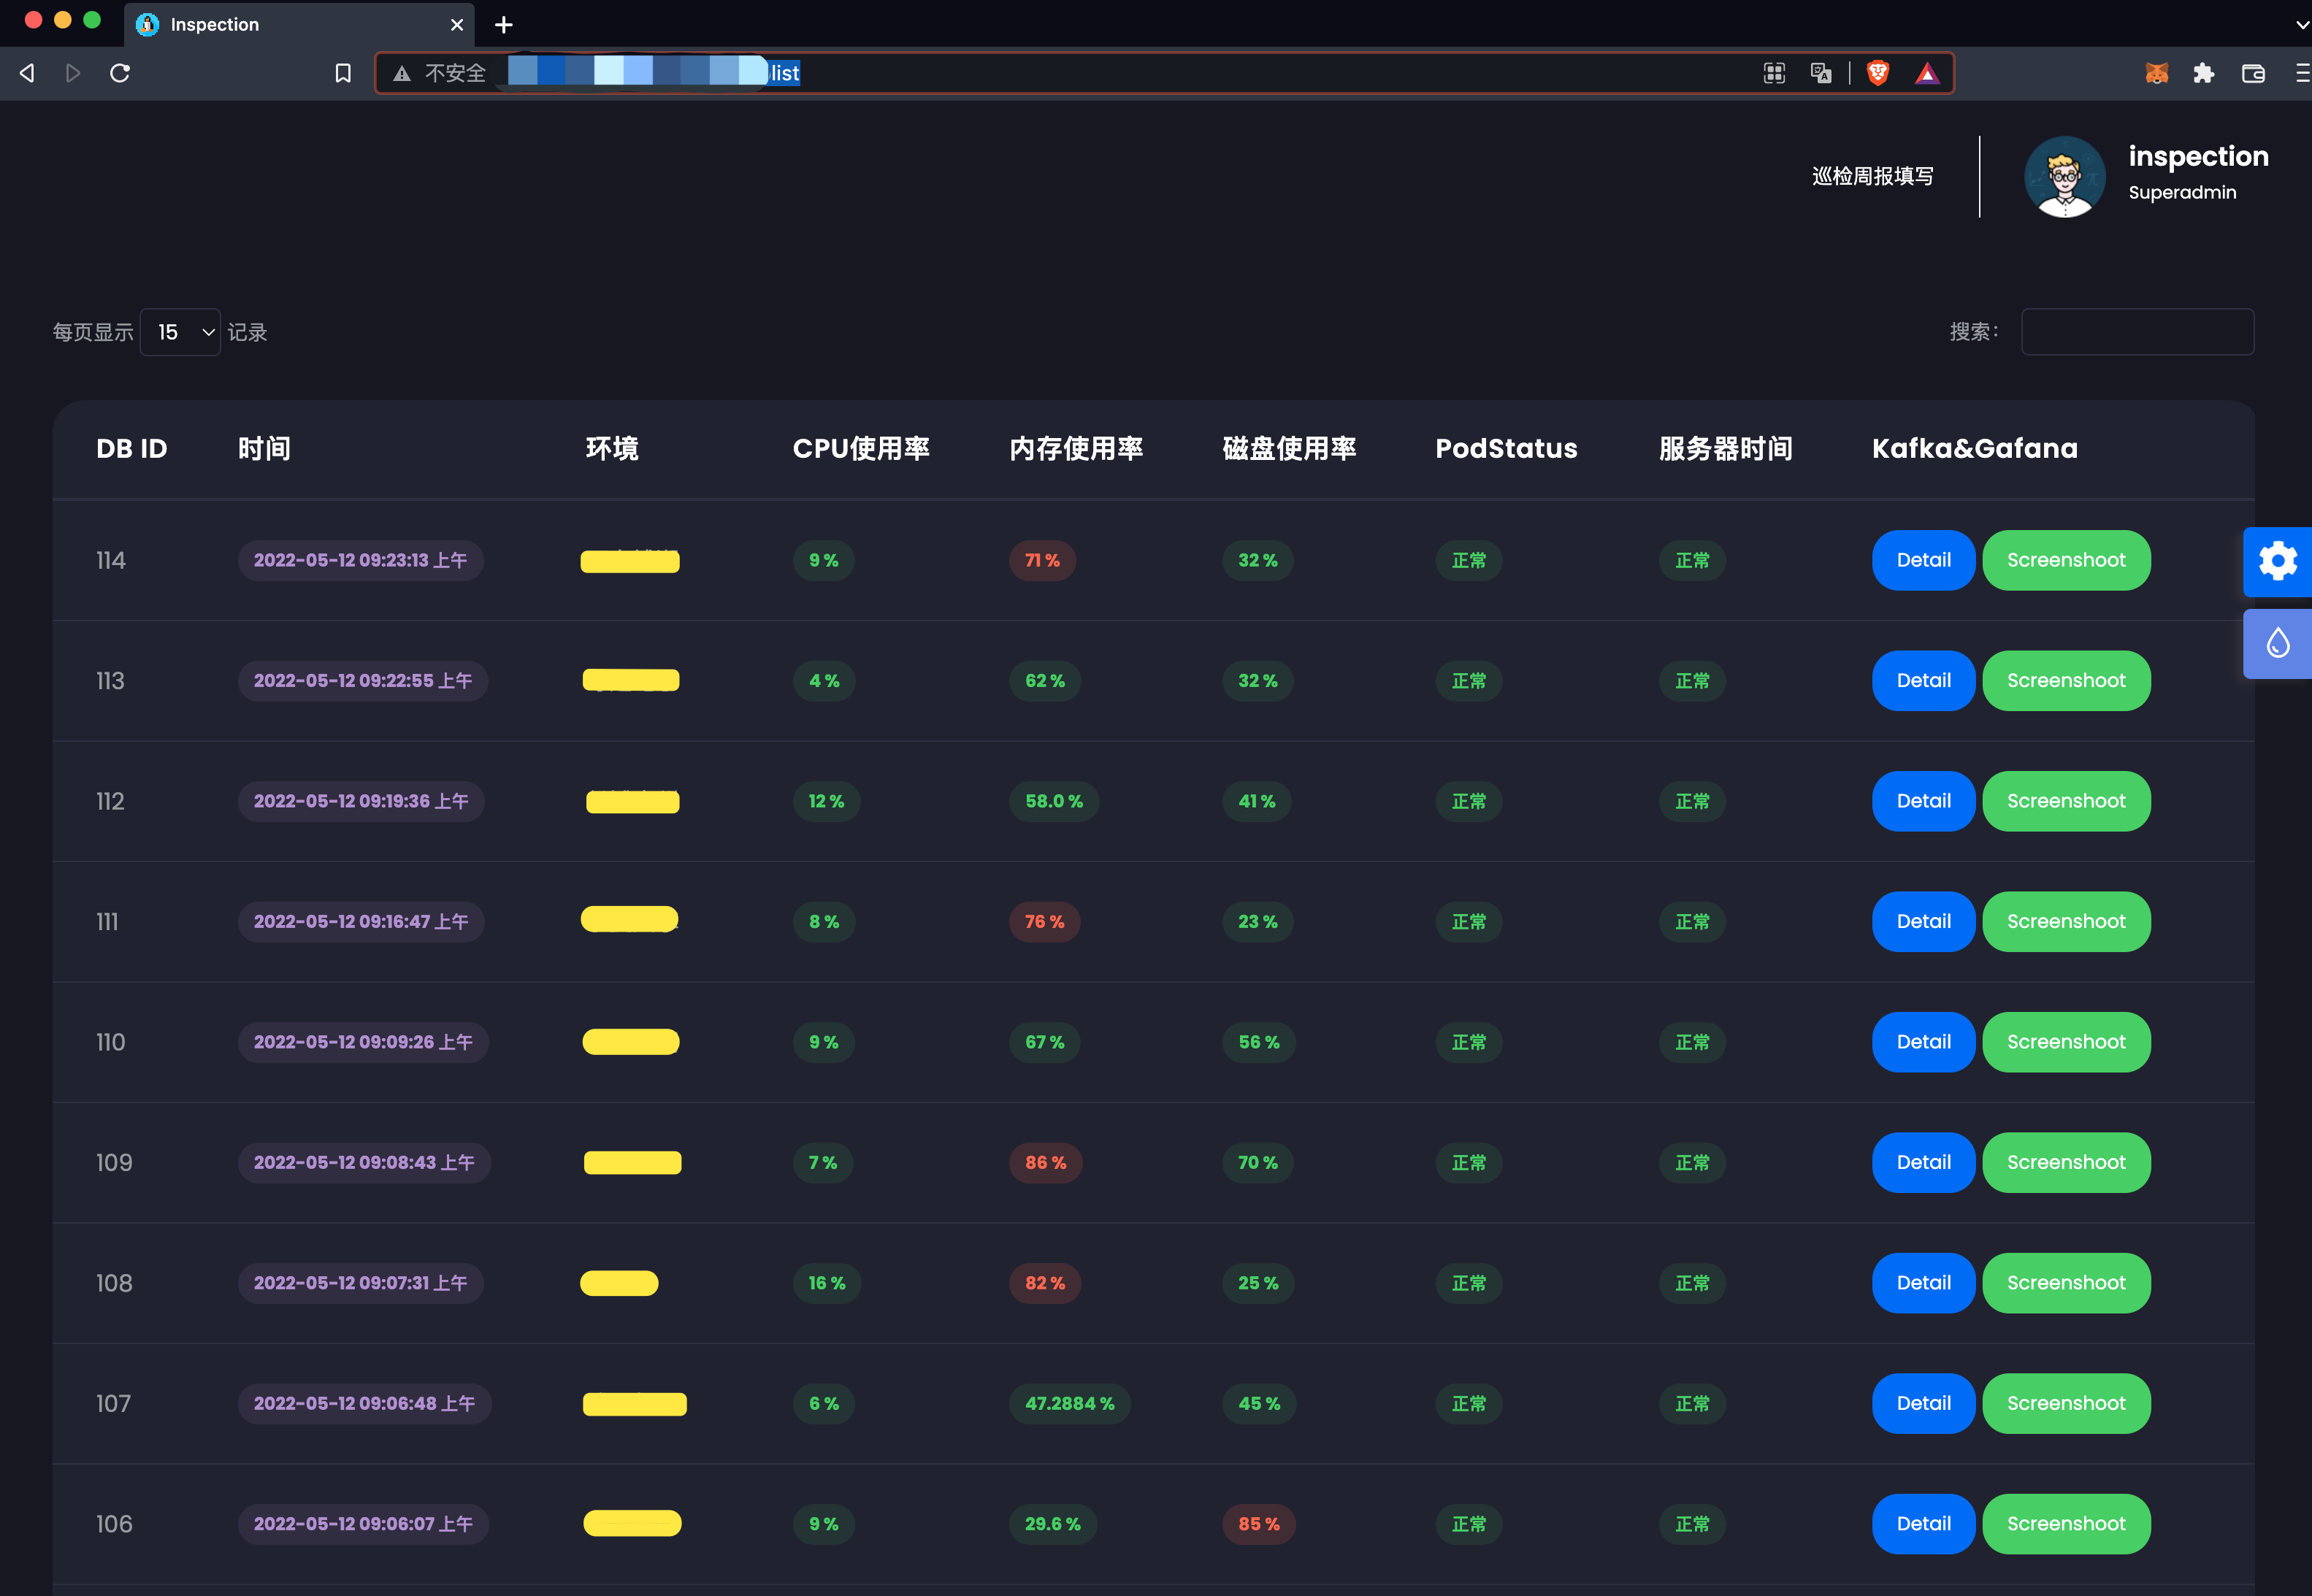 Inspection
不安全 list
巡检周报填写
inspection
Superadmin
每页显示 15 记录 搜索：
DB ID 时间 环境 CPU使用率 内存使用率 磁盘使用率 PodStatus 服务器时间 Kafka&Gafana
114 2022-05-12 09:23:13 上午 9 % 71 % 32 % 正常 正常 Detail Screenshoot
113 2022-05-12 09:22:55 上午 4 % 62 % 32 % 正常 正常 Detail Screenshoot
112 2022-05-12 09:19:36 上午 12 % 58.0 % 41 % 正常 正常 Detail Screenshoot
111 2022-05-12 09:16:47 上午 8 % 76 % 23 % 正常 正常 Detail Screenshoot
110 2022-05-12 09:09:26 上午 9 % 67 % 56 % 正常 正常 Detail Screenshoot
109 2022-05-12 09:08:43 上午 7 % 86 % 70 % 正常 正常 Detail Screenshoot
108 2022-05-12 09:07:31 上午 16 % 82 % 25 % 正常 正常 Detail Screenshoot
107 2022-05-12 09:06:48 上午 6 % 47.2884 % 45 % 正常 正常 Detail Screenshoot
106 2022-05-12 09:06:07 上午 9 % 29.6 % 85 % 正常 正常 Detail Screenshoot